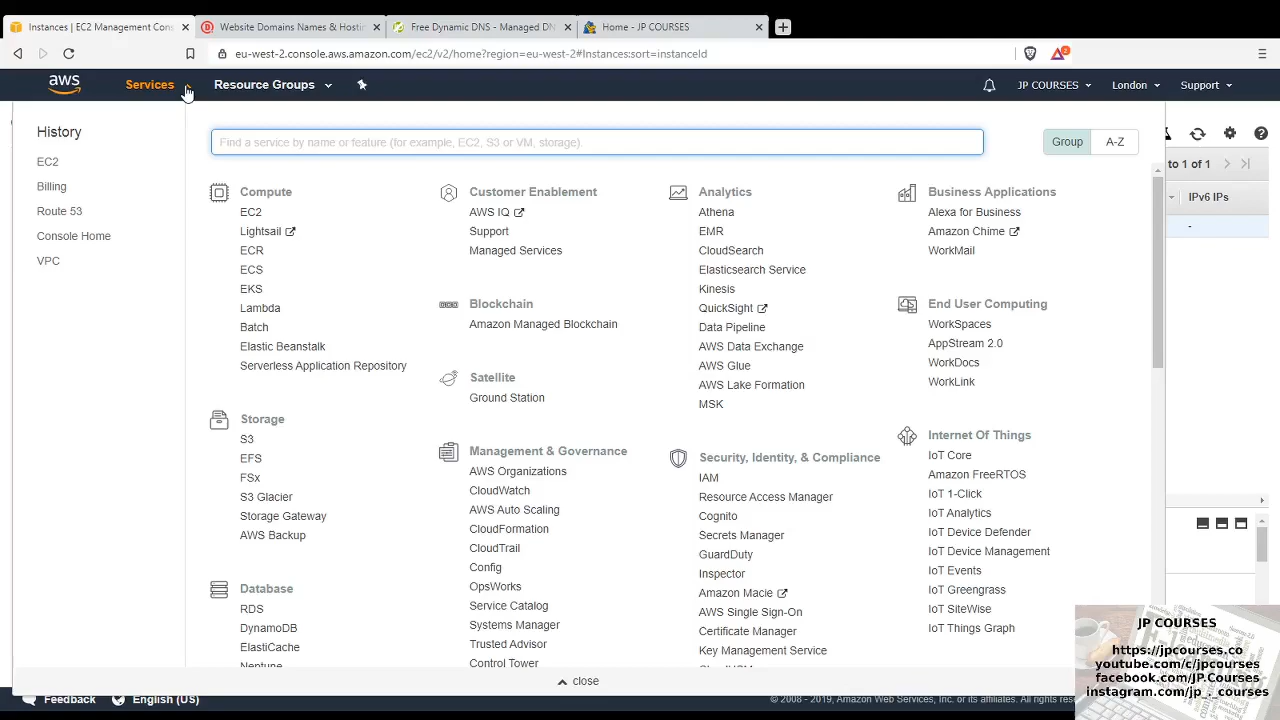 Instances | EC2 Management Cons
Website Domains Names & Hostin
Free Dynamic DNS - Managed DN
Home - JP COURSES
eu-west-2.console.aws.amazon.com/ec2/v2/home?region=eu-west-2#Instances:sort=instanceId
2
aws
Services
Resource Groups
JP COURSES
London
Support
History
EC2
Billing
Route 53
Console Home
VPC
Find a service by name or feature (for example, EC2, S3 or VM, storage).
Group
A-Z
Compute
EC2
Lightsail
ECR
ECS
EKS
Lambda
Batch
Elastic Beanstalk
Serverless Application Repository
Storage
S3
EFS
FSx
S3 Glacier
Storage Gateway
AWS Backup
Database
RDS
DynamoDB
ElastiCache
Neptune
Customer Enablement
AWS IQ
Support
Managed Services
Blockchain
Amazon Managed Blockchain
Satellite
Ground Station
Management & Governance
AWS Organizations
CloudWatch
AWS Auto Scaling
CloudFormation
CloudTrail
Config
OpsWorks
Service Catalog
Systems Manager
Trusted Advisor
Control Tower
Analytics
Athena
EMR
CloudSearch
Elasticsearch Service
Kinesis
QuickSight
Data Pipeline
AWS Data Exchange
AWS Glue
AWS Lake Formation
MSK
Security, Identity, & Compliance
IAM
Resource Access Manager
Cognito
Secrets Manager
GuardDuty
Inspector
Amazon Macie
AWS Single Sign-On
Certificate Manager
Key Management Service
CloudHSM
Business Applications
Alexa for Business
Amazon Chime
WorkMail
End User Computing
WorkSpaces
AppStream 2.0
WorkDocs
WorkLink
Internet Of Things
IoT Core
Amazon FreeRTOS
IoT 1-Click
IoT Analytics
IoT Device Defender
IoT Device Management
IoT Events
IoT Greengrass
IoT SiteWise
IoT Things Graph
to 1 of 1
IPv6 IPs
-
close
Feedback
English (US)
© 2008 - 2019, Amazon Web Services, Inc. or its affiliates. All rights rese
JP COURSES
https://jpcourses.co
youtube.com/c/jpcourses
facebook.com/JP.Courses
instagram.com/jp_._courses